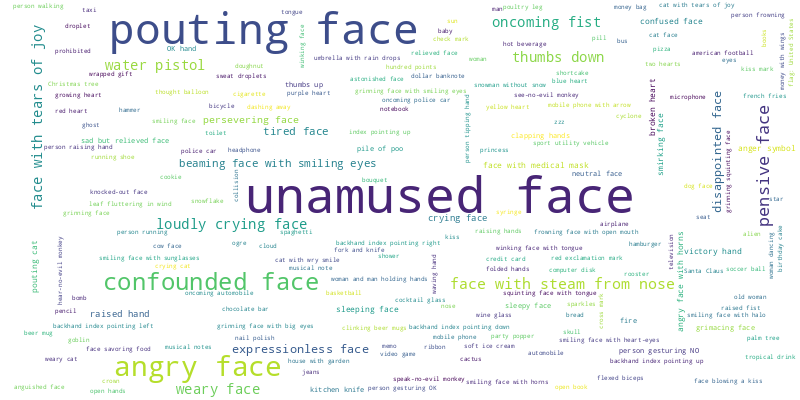 person walking
taxi
tongue
man
poultry leg
money bag
cat with tears of joy
person frowning
droplet
pouting face
oncoming fist
confused face
prohibited
OK hand
winking face
umbrella with rain drops
relieved face
baby
check mark
woman
hot beverage
pill
bus
cat face
pizza
american football
eyes
money with wings
flag: United States
face with tears of joy
water pistol
thumbs down
wrapped gift
doughnut
hundred points
sweat droplets
astonished face
dollar banknote
shortcake
two hearts
kiss mark
Christmas tree
thumbs up
snowman without snow
blue heart
growing heart
thought balloon
cigarette
purple heart
grinning face with smiling eyes
see-no-evil monkey
microphone
french fries
red heart
hammer
bicycle
dashing away
oncoming police car
notebook
yellow heart
mobile phone with arrow
cyclone
broken heart
ghost
smiling face
persevering face
person tipping hand
zzz
person raising hand
toilet
tired face
index pointing up
clapping hands
sad but relieved face
police car
headphone
pile of poo
princess
sport utility vehicle
smirking face
disappointed face
grinning squinting face
pensive face
anger symbol
running shoe
beaming face with smiling eyes
face with medical mask
neutral face
cookie
collision
bouquet
dog face
knocked-out face
unamused face
leaf fluttering in wind
snowflake
star
grinning face
loudly crying face
crying face
syringe
seat
airplane
person running
spaghetti
kiss
raising hands
frowning face with open mouth
alien
woman dancing
birthday cake
pouting cat
hear-no-evil monkey
cow face
ogre
cloud
backhand index pointing right
fork and knife
winking face with tongue
hamburger
television
angry face with horns
victory hand
smiling face with sunglasses
cat with wry smile
shower
waving hand
credit card
red exclamation mark
crying cat
musical note
folded hands
computer disk
rooster
Santa Claus
soccer ball
confounded face
woman and man holding hands
face with steam from nose
bomb
oncoming automobile
basketball
squinting face with tongue
old woman
pencil
raised hand
chocolate bar
sleeping face
cocktail glass
nose
sleepy face
sparkles
raised fist
wine glass
bread
fire
smiling face with halo
beer mug
backhand index pointing left
grinning face with big eyes
clinking beer mugs
backhand index pointing down
grimacing face
goblin
nail polish
mobile phone
party popper
skull
palm tree
smiling face with heart-eyes
face savoring food
musical notes
expressionless face
memo
video game
ribbon
soft ice cream
automobile
person gesturing NO
weary cat
angry face
house with garden
cactus
backhand index pointing up
tropical drink
jeans
anguished face
crown
open hands
weary face
kitchen knife
speak-no-evil monkey
person gesturing OK
smiling face with horns
open book
flexed biceps
face blowing a kiss